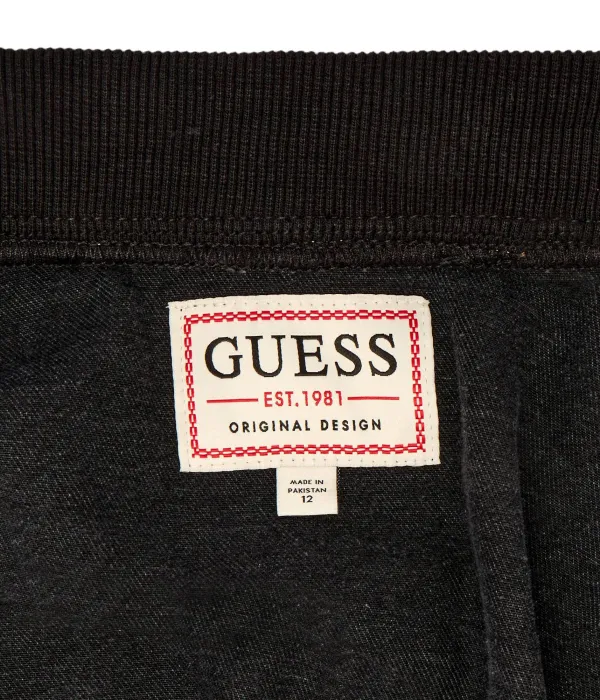 GUESS
EST.1981
ORIGINAL DESIGN
MADE IN
PAKISTAN
12